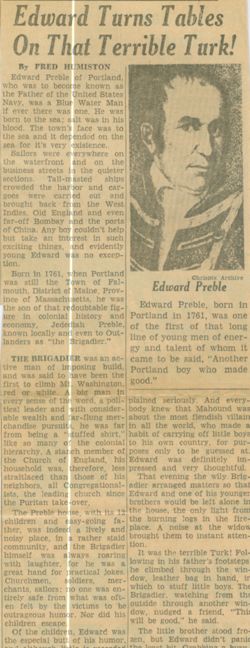 Edward Turns Tables
On That Terrible Turk!
By FRED HUMISTON
Edward Preble of Portland,
who was to become known as
the Father of the United States
Navy, was a Blue Water Man
if ever there was one. He was
born to the sea; salt was in his
blood. The town's face was to
the sea and it depended on the
sea for it's very existence.
Sailors were everywhere on
the waterfront and on the
business streets in the quieter
sections. Tall-masted ships
crowded the harbor and car-
goes were carried out and
brought back from the West
Indies, Old England and even
far-off Bombay and the ports
of China. Any boy couldn't help
but take an interest in such
exciting things, and evidently
young Edward was no excep-
tion.
Born in 1761, when Portland
was still the Town of Fal-
mouth, District of Maine, Prov-
ince of Massachusetts, he was
the son of that redoubtable fig-
ure in colonial history and
economy, Jedediah Preble,
known locally and even to Out-
landers as "the Brigadier."
THE BRIGADIER was an ac-
tive man of imposing build,
and was said to have been the
first to climb Mt. Washington,
red or white. A big man in
every sense of the word, a poli-
tical leader and with consider-
able wealth and far-flung mer-
chandise pursuits, he was far
from being a "stuffed shirt,"
like so many of the colonial
hierarchy. A staunch member of
the Church of England, his
household was, therefore, less
straitlaced than those of his
neighbors, all Congregational-
ists, the leading church since
the Puritan take-over.
The Preble house, with its 12
children and easy-going fa-
ther, was indeed a lively and
noisy place, in a rather staid
community, and the Brigadier
himself was always roaring
with laughter, for he was a
great hand for practical jokes.
Churchmen, soldiers, mer-
chants, sailors; no one was en-
tirely safe from what was oft-
en felt by the victims to be
outrageous humor. Nor did his
children escape.
Of the children, Edward was
the especial butt of his humor.
Chrismo Archive
Edward Preble
Edward Preble, born in
Portland in 1761, was one
of the first of that long
line of young men of energy
and talent of whom it
came to be said, "Another
Portland boy who made
good."
plained seriously. And every-
body knew that Mahound was
about the most fiendish villain
in all the world, who made a
habit of carrying off little boys
to his own country, for pur-
poses only to be guessed at.
Edward was definitely im-
pressed and very thoughtful.
That evening the wily Brig-
adier arranged matters so that
Edward and one of his younger
brothers would be left alone in
the house, the only light from
the burning logs in the fire-
place. A noise at the window
brought them to instant atten-
tion.
It was the terrible Turk! Fol-
lowing in his father's footsteps
he climbed through the win-
dow, leather bag in hand, in
which to stuff little boys. The
Brigadier, watching from the
outside through another win-
dow, nudged a friend, "This
will be good," he said.
The little brother stood fro-
zen, but Edward didn't panic